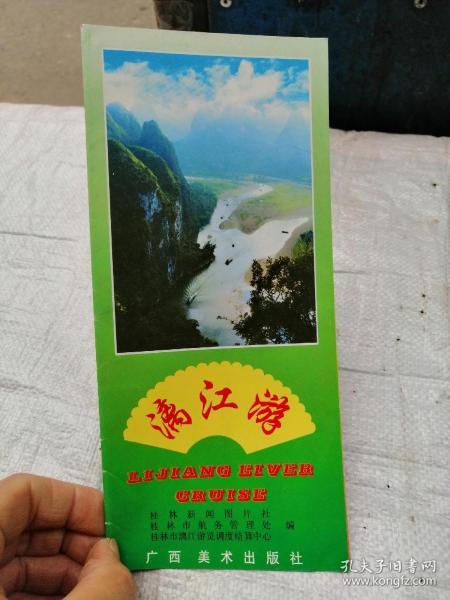 漓江游
LIJIANG EIVER
CRUISE
桂林新闻图片社
桂林市航务管理处 编
桂林市漓江游览调度结算中心
广西美术出版社
孔夫子旧书网
www.kongfz.com